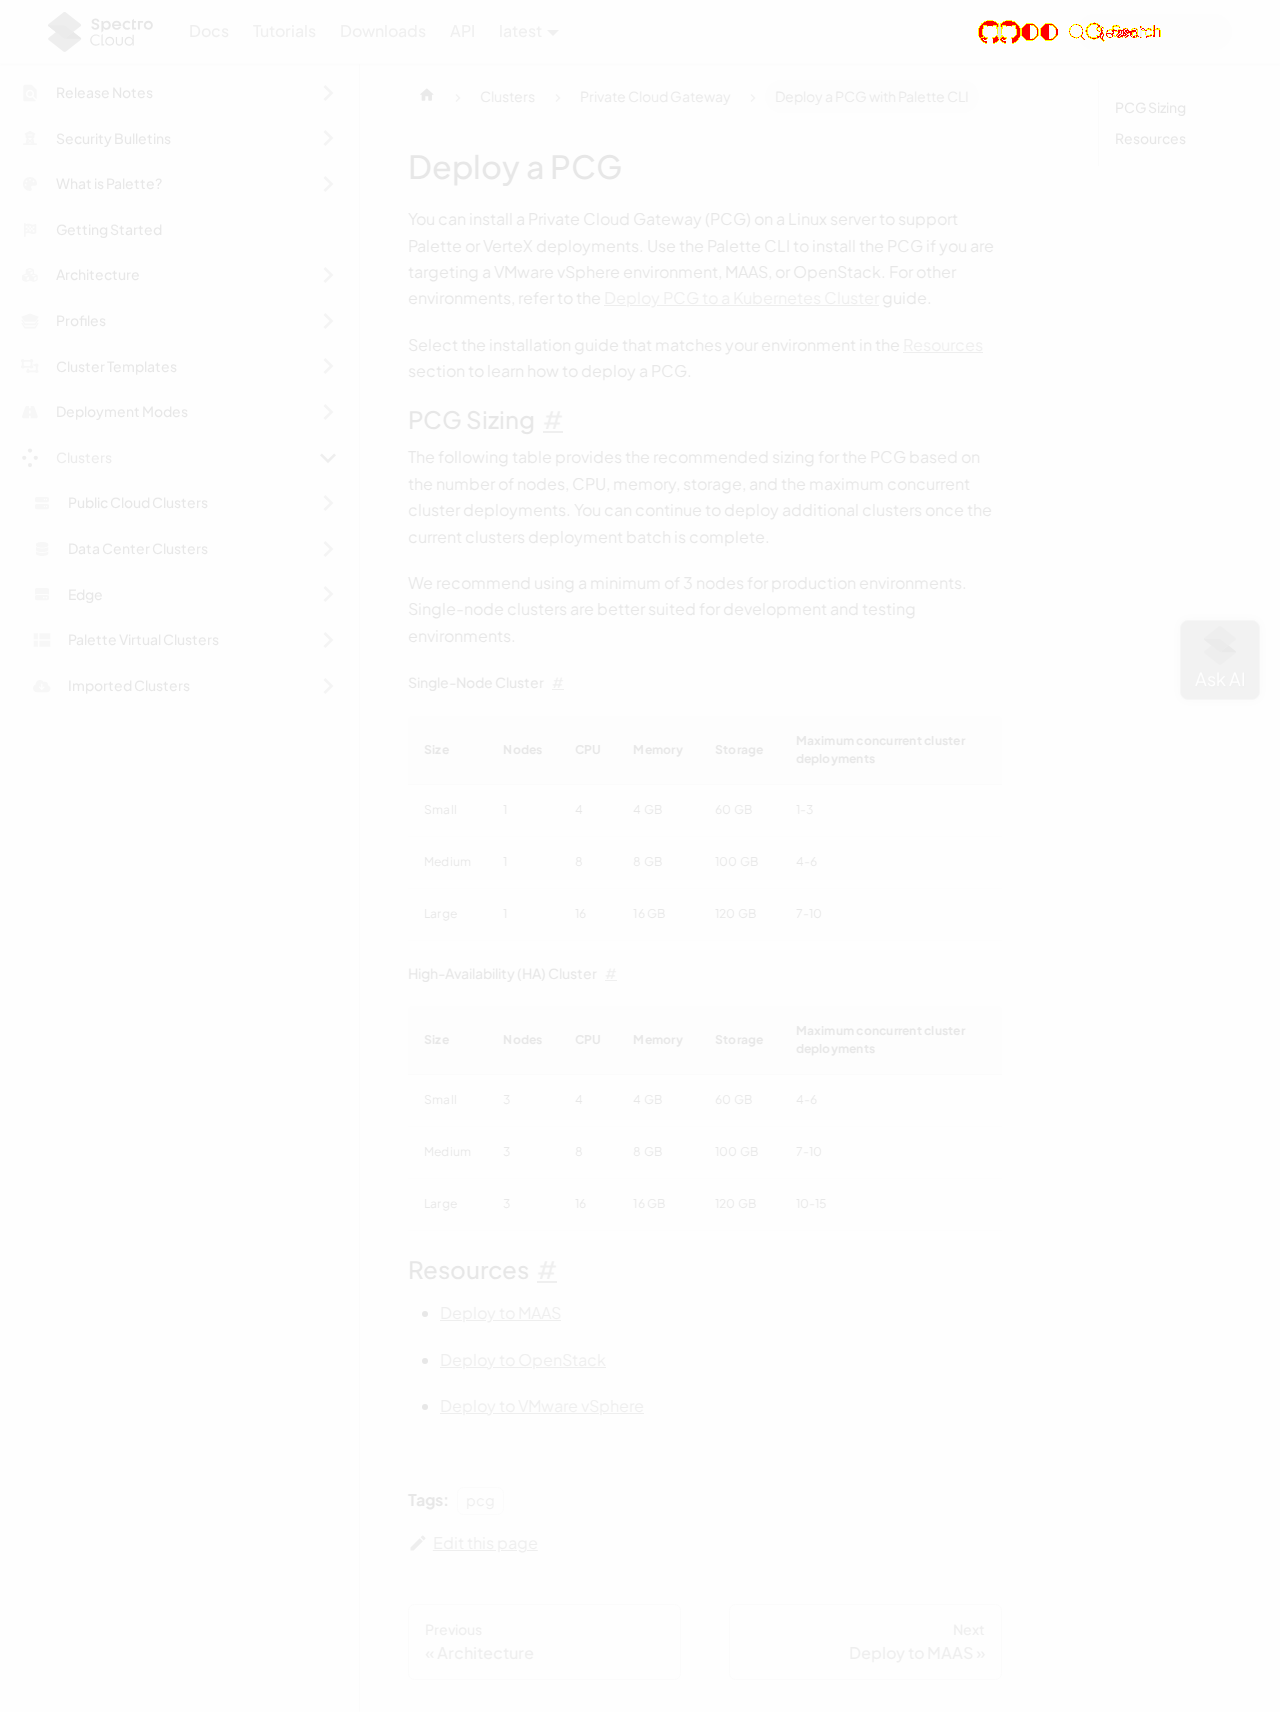 Spectro
Cloud
Docs
Tutorials
Downloads
API
latest
Search
Release Notes
Security Bulletins
What is Palette?
Getting Started
Architecture
Profiles
Cluster Templates
Deployment Modes
Clusters
Public Cloud Clusters
Data Center Clusters
Edge
Palette Virtual Clusters
Imported Clusters
Clusters
Private Cloud Gateway
Deploy a PCG with Palette CLI
Deploy a PCG
You can install a Private Cloud Gateway (PCG) on a Linux server to support
Palette or VerteX deployments. Use the Palette CLI to install the PCG if you are
targeting a VMware vSphere environment, MAAS, or OpenStack. For other
environments, refer to the Deploy PCG to a Kubernetes Cluster guide.
Select the installation guide that matches your environment in the Resources
section to learn how to deploy a PCG.
PCG Sizing #
The following table provides the recommended sizing for the PCG based on
the number of nodes, CPU, memory, storage, and the maximum concurrent
cluster deployments. You can continue to deploy additional clusters once the
current clusters deployment batch is complete.
We recommend using a minimum of 3 nodes for production environments.
Single-node clusters are better suited for development and testing
environments.
Single-Node Cluster #
Size Nodes CPU Memory Storage Maximum concurrent cluster
deployments
Small 1 4 4 GB 60 GB 1-3
Medium 1 8 8 GB 100 GB 4-6
Large 1 16 16 GB 120 GB 7-10
High-Availability (HA) Cluster #
Size Nodes CPU Memory Storage Maximum concurrent cluster
deployments
Small 3 4 4 GB 60 GB 4-6
Medium 3 8 8 GB 100 GB 7-10
Large 3 16 16 GB 120 GB 10-15
Resources #
Deploy to MAAS
Deploy to OpenStack
Deploy to VMware vSphere
Tags: pcg
Edit this page
Previous
« Architecture
Next
Deploy to MAAS »
PCG Sizing
Resources
Ask AI